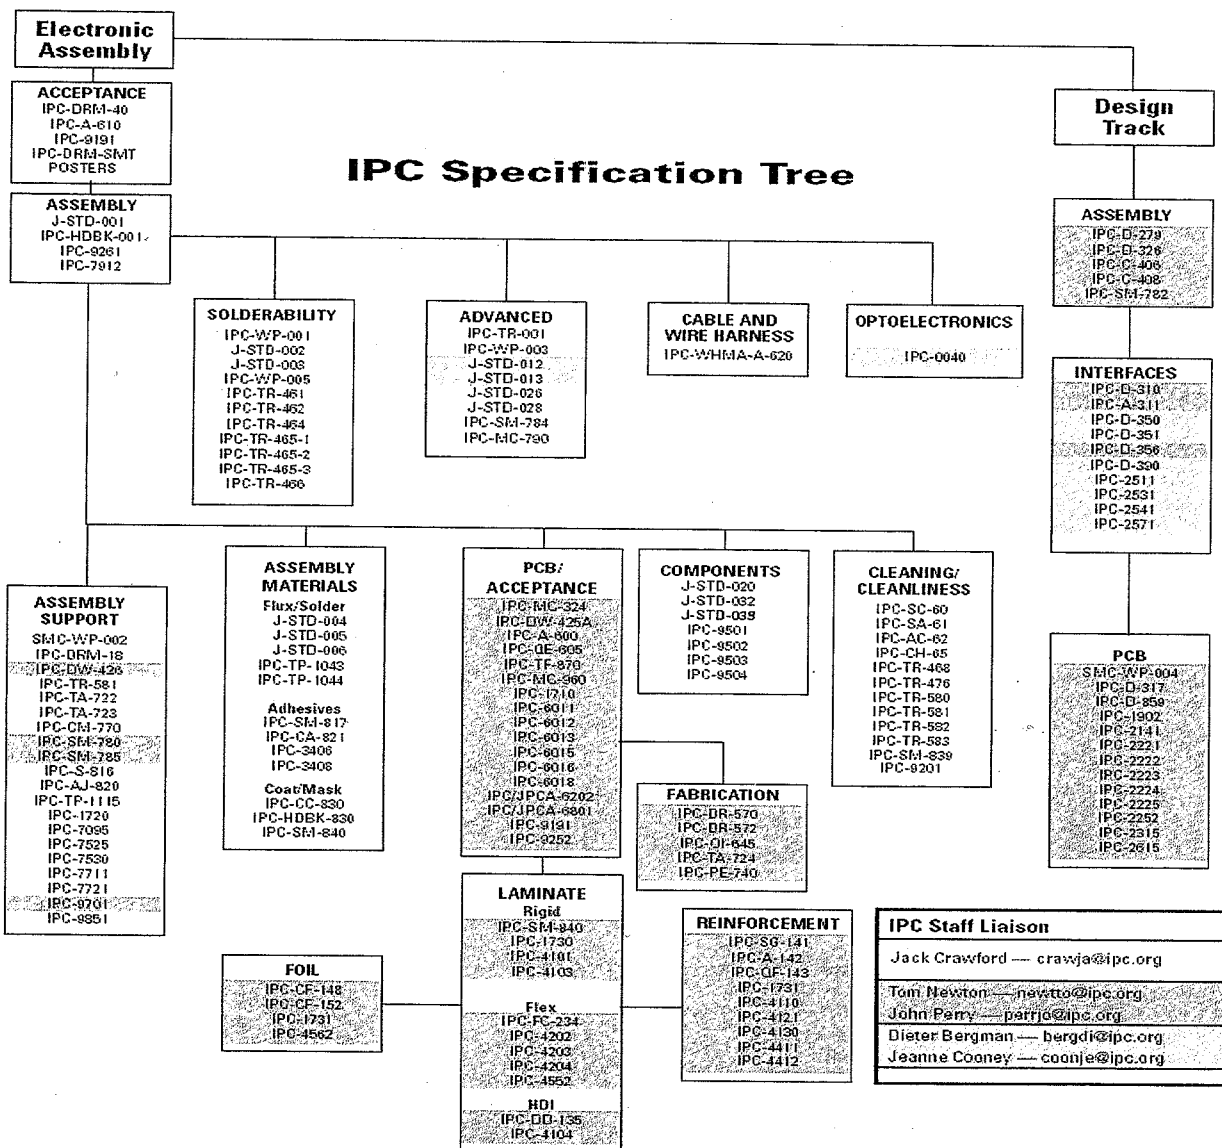 Electronic
Assembly
ACCEPTANCE
IPC-DRM-40
IPC-A-610
IPC-9191
IPC-DRM-SMT
POSTERS
ASSEMBLY
J-STD-001
IPC-HDBK-001
IPC-9261
IPC-7912
IPC Specification Tree
Design
Track
ASSEMBLY
IPC-D-279
IPC-D-326
IPC-C-406
IPC-C-408
IPC-SM-782
SOLDERABILITY
IPC-WP-001
J-STD-002
J-STD-003
IPC-WP-005
IPC-TR-461
IPC-TR-462
IPC-TR-464
IPC-TR-465-1
IPC-TR-465-2
IPC-TR-465-3
IPC-TR-466
ADVANCED
IPC-TR-001
IPC-WP-003
J-STD-012
J-STD-013
J-STD-026
J-STD-028
IPC-SM-784
IPC-MC-790
CABLE AND
WIRE HARNESS
IPC-WHMA-A-620
OPTOELECTRONICS
IPC-0040
INTERFACES
IPC-D-310
IPC-A-311
IPC-D-350
IPC-D-351
IPC-D-356
IPC-D-390
IPC-2511
IPC-2531
IPC-2541
IPC-2571
ASSEMBLY
SUPPORT
SMC-WP-002
IPC-DRM-18
IPC-DW-426
IPC-TR-581
IPC-TA-722
IPC-TA-723
IPC-CM-770
IPC-SM-780
IPC-SM-785
IPC-S-816
IPC-AJ-820
IPC-TP-1115
IPC-1720
IPC-7095
IPC-7525
IPC-7530
IPC-7711
IPC-7721
IPC-9701
IPC-9851
ASSEMBLY
MATERIALS
Flux/Solder
J-STD-004
J-STD-005
J-STD-006
IPC-TP-1043
IPC-TP-1044
Adhesives
IPC-SM-817
IPC-CA-821
IPC-3406
IPC-3408
Coat/Mask
IPC-CC-830
IPC-HDBK-830
IPC-SM-840
PCB/
ACCEPTANCE
IPC-MC-324
IPC-DW-425A
IPC-A-600
IPC-QE-605
IPC-TF-870
IPC-MC-960
IPC-1710
IPC-6011
IPC-6012
IPC-6013
IPC-6015
IPC-6016
IPC-6018
IPC/JPCA-6202
IPC/JPCA-6801
IPC-9191
IPC-9252
COMPONENTS
J-STD-020
J-STD-032
J-STD-035
IPC-9501
IPC-9502
IPC-9503
IPC-9504
CLEANING/
CLEANLINESS
IPC-SC-60
IPC-SA-61
IPC-AC-62
IPC-CH-65
IPC-TR-468
IPC-TR-476
IPC-TR-580
IPC-TR-581
IPC-TR-582
IPC-TR-583
IPC-SM-839
IPC-9201
PCB
SMC-WP-004
IPC-D-317
IPC-D-859
IPC-1902
IPC-2141
IPC-2221
IPC-2222
IPC-2223
IPC-2224
IPC-2225
IPC-2252
IPC-2315
IPC-2615
FABRICATION
IPC-DR-570
IPC-DR-572
IPC-QI-645
IPC-TA-724
IPC-PE-740
LAMINATE
Rigid
IPC-SM-840
IPC-1730
IPC-4101
IPC-4103
Flex
IPC-FC-234
IPC-4202
IPC-4203
IPC-4204
IPC-4552
HDI
IPC-DD-135
IPC-4104
FOIL
IPC-CF-148
IPC-CF-152
IPC-1731
IPC-4562
REINFORCEMENT
IPC-SG-141
IPC-A-142
IPC-QF-143
IPC-1731
IPC-4110
IPC-4121
IPC-4130
IPC-4411
IPC-4412
IPC Staff Liaison
Jack Crawford — crawja@ipc.org
Tom Newton — newtto@ipc.org
John Perry — perrjo@ipc.org
Dieter Bergman — bergdi@ipc.org
Jeanne Cooney — coonje@ipc.org